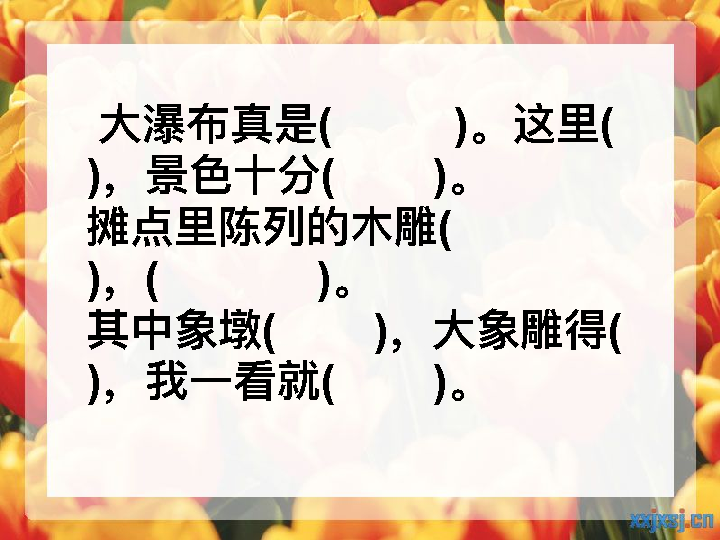 大瀑布真是(          )。这里(
)，景色十分(        )。
摊点里陈列的木雕(
)，(             )。
其中象墩(        )，大象雕得(
)，我一看就(        )。
xxjxsj.cn